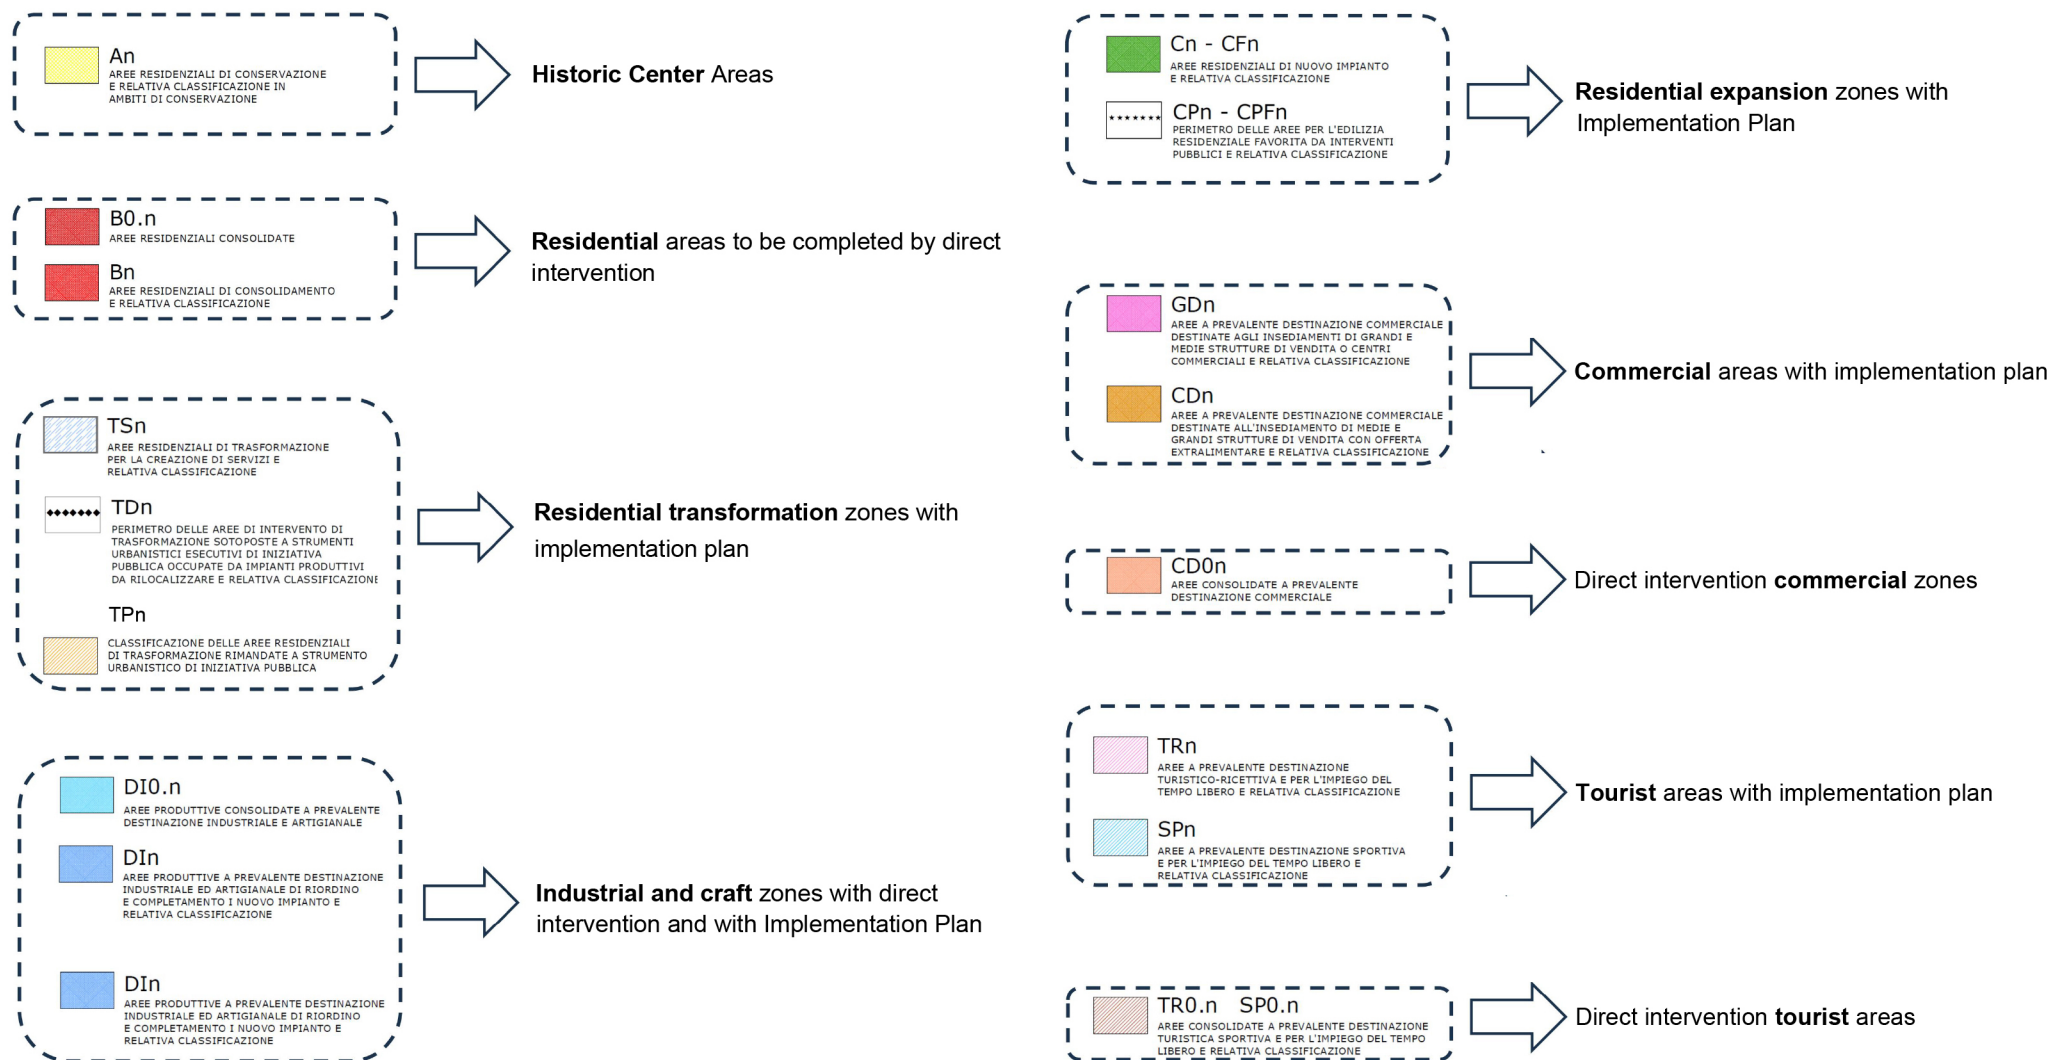 An
AREE RESIDENZIALI DI CONSERVAZIONE
E RELATIVA CLASSIFICAZIONE IN
AMBITI DI CONSERVAZIONE
Historic Center Areas
B0.n
AREE RESIDENZIALI CONSOLIDATE
Bn
AREE RESIDENZIALI DI CONSOLIDAMENTO
E RELATIVA CLASSIFICAZIONE
Residential areas to be completed by direct
intervention
TSn
AREE RESIDENZIALI DI TRASFORMAZIONE
PER LA CREAZIONE DI SERVIZI E
RELATIVA CLASSIFICAZIONE
TDn
PERIMETRO DELLE AREE DI INTERVENTO DI
TRASFORMAZIONE SOTOPOSTE A STRUMENTI
URBANISTICI ESECUTIVI DI INIZIATIVA
PUBBLICA OCCUPATE DA IMPIANTI PRODUTTIVI
DA RILOCALIZZARE E RELATIVA CLASSIFICAZIONE
TPn
CLASSIFICAZIONE DELLE AREE RESIDENZIALI
DI TRASFORMAZIONE RIMANDATE A STRUMENTO
URBANISTICO DI INIZIATIVA PUBBLICA
Residential transformation zones with
implementation plan
DI0.n
AREE PRODUTTIVE CONSOLIDATE A PREVALENTE
DESTINAZIONE INDUSTRIALE E ARTIGIANALE
DIn
AREE PRODUTTIVE A PREVALENTE DESTINAZIONE
INDUSTRIALE ED ARTIGIANALE DI RIORDINO
E COMPLETAMENTO I NUOVO IMPIANTO E
RELATIVA CLASSIFICAZIONE
DIn
AREE PRODUTTIVE A PREVALENTE DESTINAZIONE
INDUSTRIALE ED ARTIGIANALE DI RIORDINO
E COMPLETAMENTO I NUOVO IMPIANTO E
RELATIVA CLASSIFICAZIONE
Industrial and craft zones with direct
intervention and with Implementation Plan
Cn - CFn
AREE RESIDENZIALI DI NUOVO IMPIANTO
E RELATIVA CLASSIFICAZIONE
CPn - CPFn
PERIMETRO DELLE AREE PER L'EDILIZIA
RESIDENZIALE FAVORITA DA INTERVENTI
PUBBLICI E RELATIVA CLASSIFICAZIONE
Residential expansion zones with
Implementation Plan
GDn
AREE A PREVALENTE DESTINAZIONE COMMERCIALE
DESTINATE AGLI INSEDIAMENTI DI GRANDI E
MEDIE STRUTTURE DI VENDITA O CENTRI
COMMERCIALI E RELATIVA CLASSIFICAZIONE
CDn
AREE A PREVALENTE DESTINAZIONE COMMERCIALE
DESTINATE ALL'INSEDIAMENTO DI MEDIE E
GRANDI STRUTTURE DI VENDITA CON OFFERTA
EXTRALIMENTARE E RELATIVA CLASSIFICAZIONE
Commercial areas with implementation plan
CD0n
AREE CONSOLIDATE A PREVALENTE
DESTINAZIONE COMMERCIALE
Direct intervention commercial zones
TRn
AREE A PREVALENTE DESTINAZIONE
TURISTICO-RICETTIVA E PER L'IMPIEGO DEL
TEMPO LIBERO E RELATIVA CLASSIFICAZIONE
SPn
AREE A PREVALENTE DESTINAZIONE SPORTIVA
E PER L'IMPIEGO DEL TEMPO LIBERO E
RELATIVA CLASSIFICAZIONE
Tourist areas with implementation plan
TR0.n SP0.n
AREE CONSOLIDATE A PREVALENTE DESTINAZIONE
TURISTICA SPORTIVA E PER L'IMPIEGO DEL TEMPO
LIBERO E RELATIVA CLASSIFICAZIONE
Direct intervention tourist areas